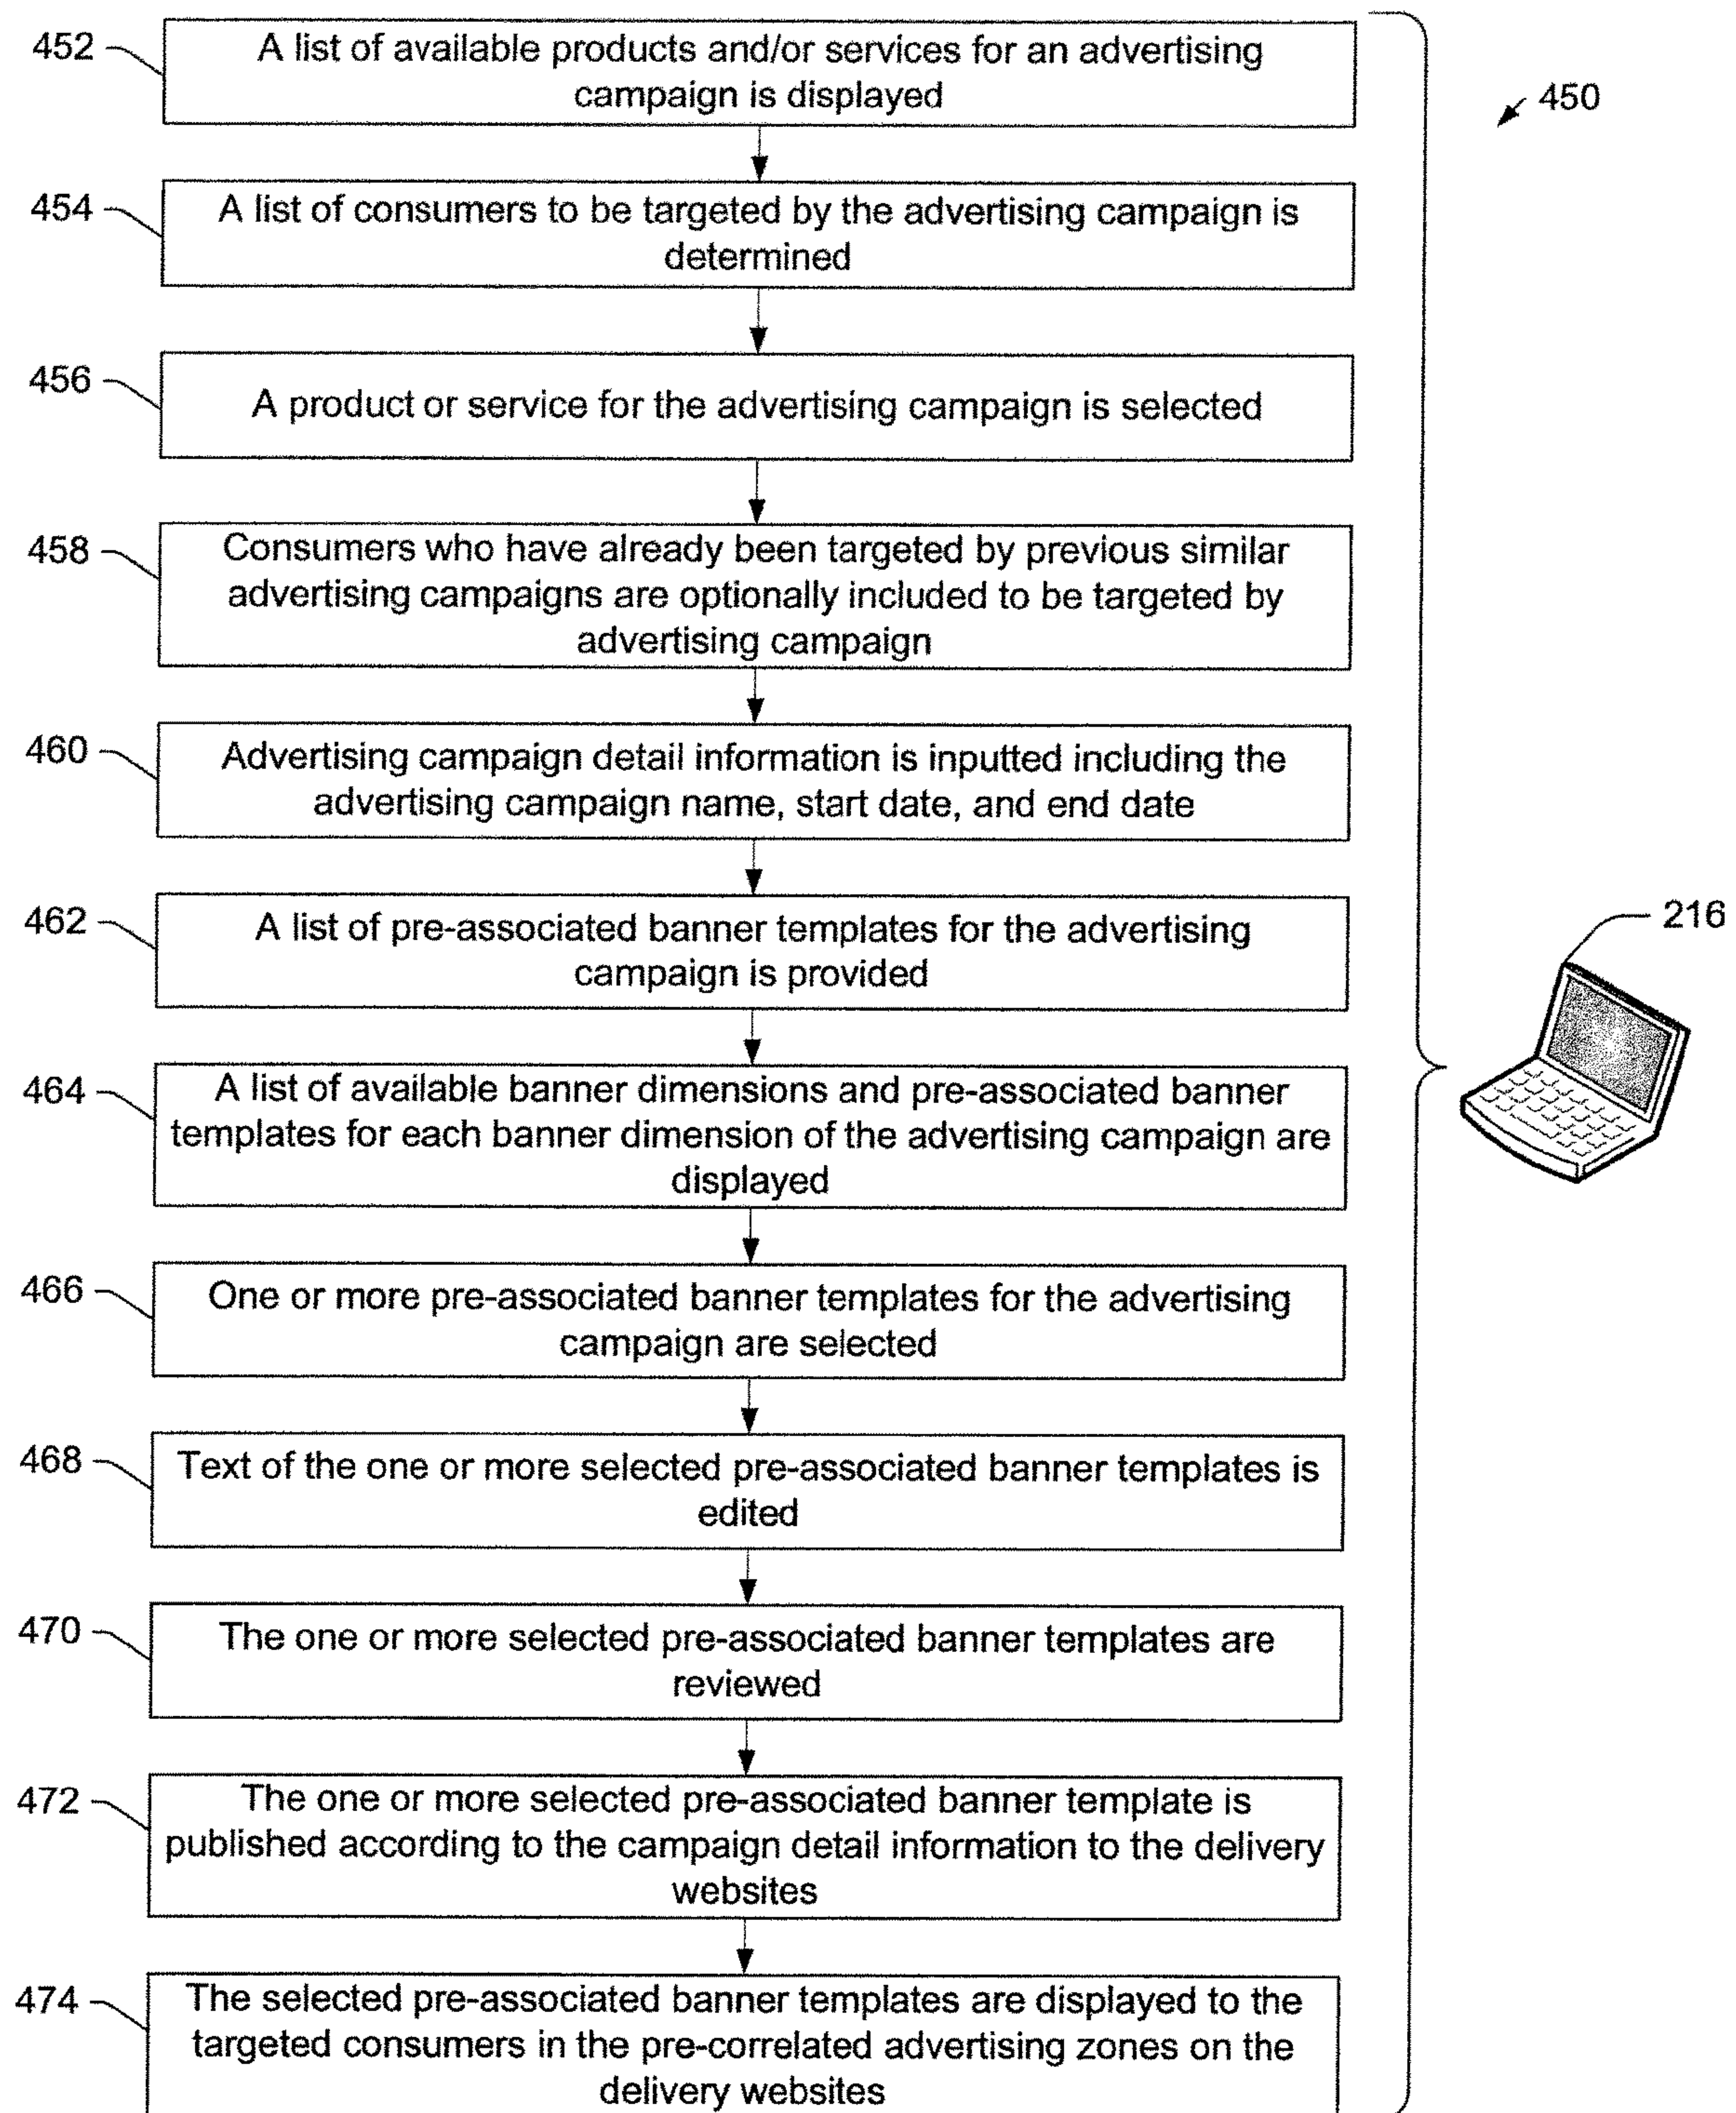 452
A list of available products and/or services for an advertising
campaign is displayed
450
454
A list of consumers to be targeted by the advertising campaign is
determined
456
A product or service for the advertising campaign is selected
458
Consumers who have already been targeted by previous similar
advertising campaigns are optionally included to be targeted by
advertising campaign
460
Advertising campaign detail information is inputted including the
advertising campaign name, start date, and end date
462
A list of pre-associated banner templates for the advertising
campaign is provided
216
464
A list of available banner dimensions and pre-associated banner
templates for each banner dimension of the advertising campaign are
displayed
466
One or more pre-associated banner templates for the advertising
campaign are selected
468
Text of the one or more selected pre-associated banner templates is
edited
470
The one or more selected pre-associated banner templates are
reviewed
472
The one or more selected pre-associated banner template is
published according to the campaign detail information to the delivery
websites
474
The selected pre-associated banner templates are displayed to the
targeted consumers in the pre-correlated advertising zones on the
delivery websites